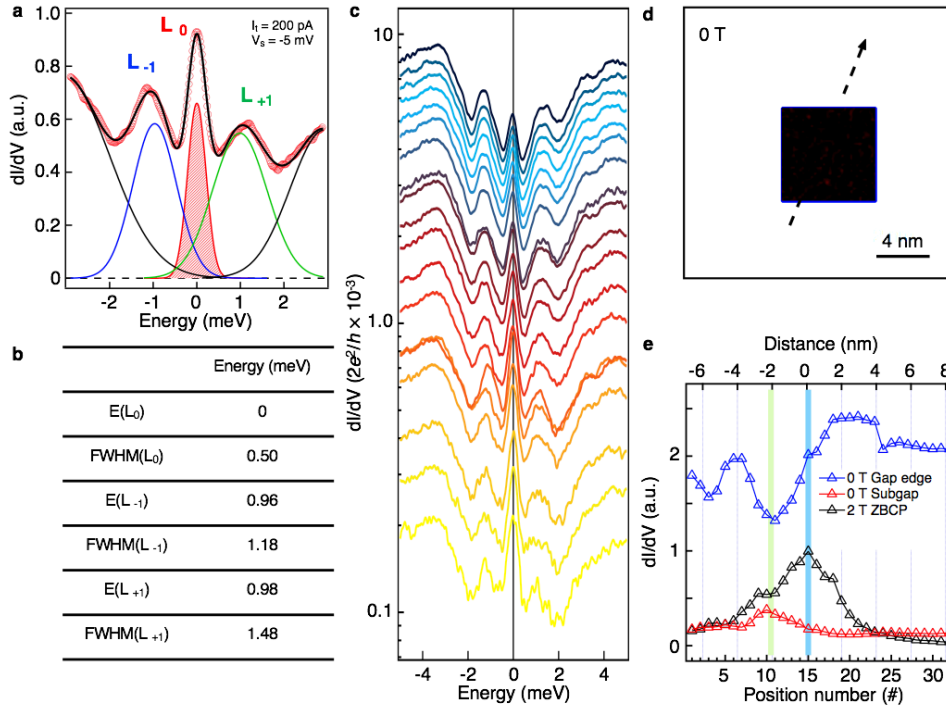 a
I₁ = 200 pA
Vₛ = -5 mV
L₀
L₋₁
L₊₁
dI/dV (a.u.)
1.0
0.8
0.6
0.4
0.2
0
-2
-1
0
1
2
Energy (meV)
b
Energy (meV)
E(L₀) 0
FWHM(L₀) 0.50
E(L₋₁) 0.96
FWHM(L₋₁) 1.18
E(L₊₁) 0.98
FWHM(L₊₁) 1.48
c
dI/dV (2e²/h × 10⁻³)
10
1.0
0.1
-4
-2
0
2
4
Energy (meV)
d
0 T
4 nm
e
Distance (nm)
-6
-4
-2
0
2
4
6
8
dI/dV (a.u.)
2
1
0
0 T Gap edge
0 T Subgap
2 T ZBCP
5
10
15
20
25
30
Position number (#)